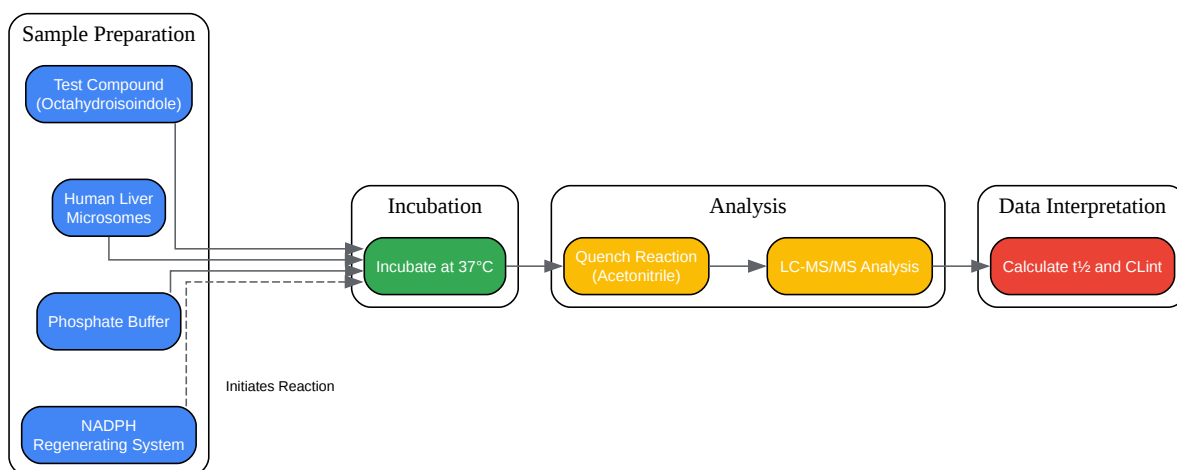 Sample Preparation
Test Compound
(Octahydroisoindole)
Human Liver
Microsomes
Phosphate Buffer
NADPH
Regenerating System
Initiates Reaction
Incubation
Incubate at 37°C
Analysis
Quench Reaction
(Acetonitrile)
LC-MS/MS Analysis
Data Interpretation
Calculate t½ and CLint